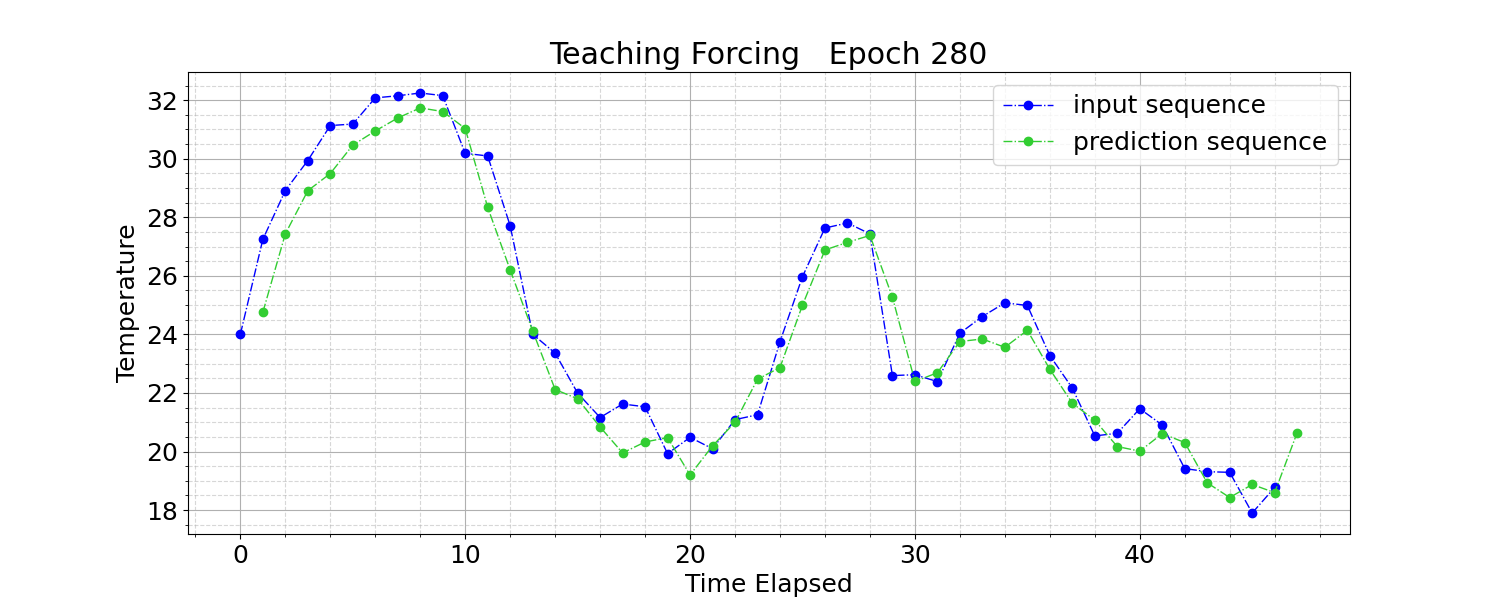 Teaching Forcing   Epoch 280
input sequence
prediction sequence
Temperature
32
30
28
26
24
22
20
18
0 10 20 30 40
Time Elapsed